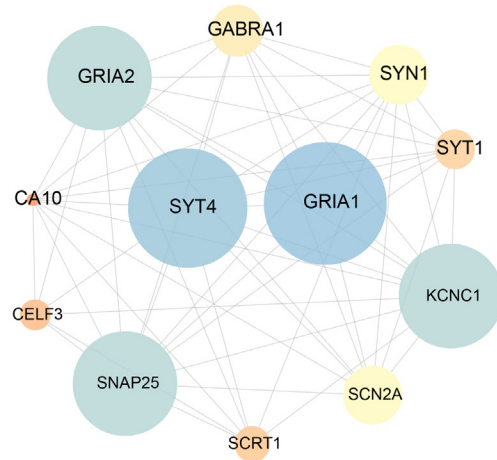 GABRA1
GRIA2
SYN1
SYT1
CA10
SYT4
GRIA1
KCNC1
CELF3
SNAP25
SCN2A
SCRT1